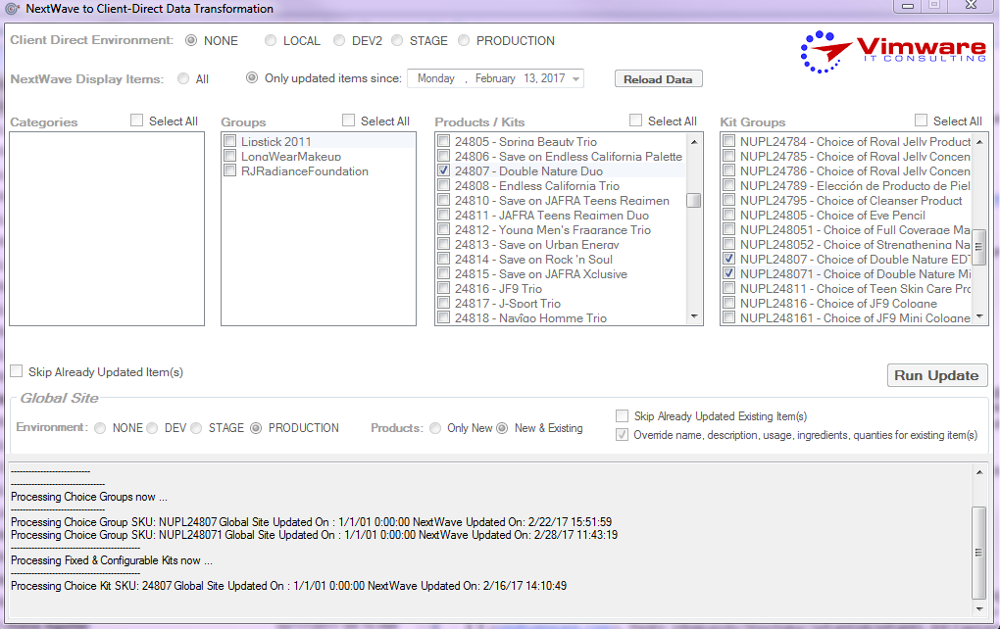 NextWave to Client-Direct Data Transformation
Client Direct Environment: NONE LOCAL DEV2 STAGE PRODUCTION
Vimware
IT CONSULTING
NextWave Display Items: All Only updated items since: Monday , February 13, 2017 Reload Data
Categories Select All Groups Select All Products / Kits Select All Kit Groups Select All
Lipstick 2011
LongWearMakeup
RJRadianceFoundation
24805 - Spring Beauty Trio
24806 - Save on Endless California Palette
24807 - Double Nature Duo
24808 - Endless California Trio
24810 - Save on JAFRA Teens Regimen
24811 - JAFRA Teens Regimen Duo
24812 - Young Men's Fragrance Trio
24813 - Save on Urban Energy
24814 - Save on Rock 'n Soul
24815 - Save on JAFRA Xclusive
24816 - JF9 Trio
24817 - J-Sport Trio
24818 - Navigo Homme Trio
NUPL24784 - Choice of Royal Jelly Product
NUPL24785 - Choice of Royal Jelly Concen
NUPL24786 - Choice of Royal Jelly Concen
NUPL24789 - Elección de Producto de Piel
NUPL24795 - Choice of Cleanser Product
NUPL24805 - Choice of Eye Pencil
NUPL248051 - Choice of Full Coverage Ma
NUPL248052 - Choice of Strengthening Na
NUPL24807 - Choice of Double Nature EDT
NUPL248071 - Choice of Double Nature Mi
NUPL24811 - Choice of Teen Skin Care Prc
NUPL24816 - Choice of JF9 Cologne
NUPL248161 - Choice of JF9 Mini Cologne
Skip Already Updated Item(s)
Run Update
Global Site
Environment: NONE DEV STAGE PRODUCTION Products: Only New New & Existing
Skip Already Updated Existing Item(s)
Override name, description, usage, ingredients, quanties for existing item(s)
---------------------------
--------------------------------
Processing Choice Groups now ...
--------------------------------
Processing Choice Group SKU: NUPL24807 Global Site Updated On : 1/1/01 0:00:00 NextWave Updated On: 2/22/17 15:51:59
Processing Choice Group SKU: NUPL248071 Global Site Updated On : 1/1/01 0:00:00 NextWave Updated On: 2/28/17 11:43:19
--------------------------------------------
Processing Fixed & Configurable Kits now ...
--------------------------------------------
Processing Choice Kit SKU: 24807 Global Site Updated On : 1/1/01 0:00:00 NextWave Updated On: 2/16/17 14:10:49